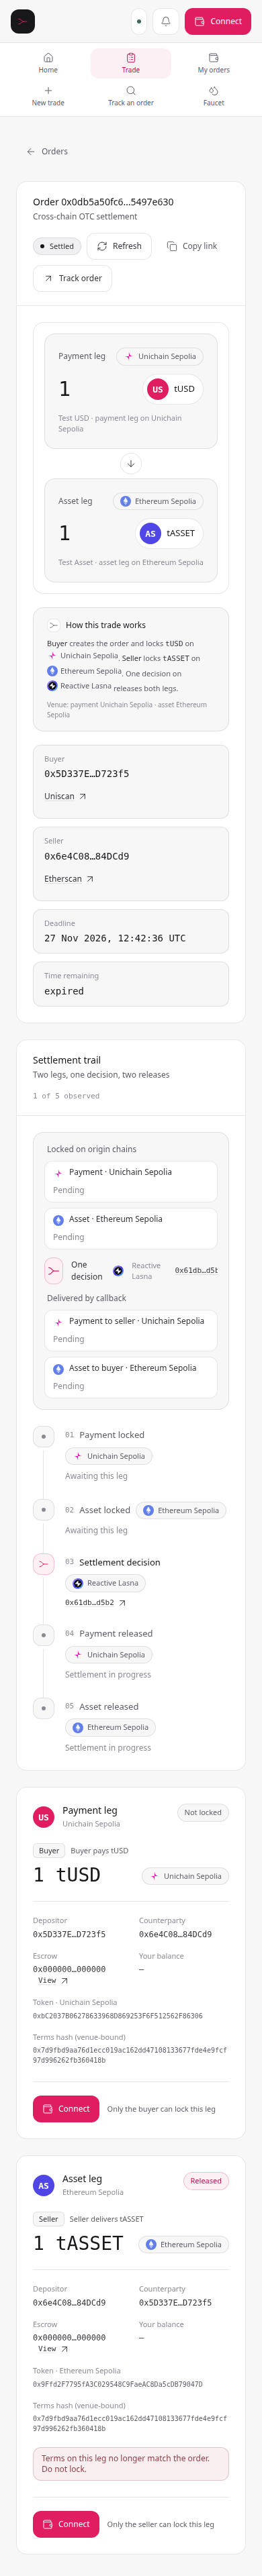 Connect
Home
Trade
My orders
New trade
Track an order
Faucet
Orders
Order 0x0db5a50fc6...5497e630
Cross-chain OTC settlement
Settled
Refresh
Copy link
Track order
Payment leg
Unichain Sepolia
1
US
tUSD
Test USD · payment leg on Unichain
Sepolia
Asset leg
Ethereum Sepolia
1
AS
tASSET
Test Asset · asset leg on Ethereum Sepolia
How this trade works
Buyer creates the order and locks tUSD on
Unichain Sepolia. Seller locks tASSET on
Ethereum Sepolia. One decision on
Reactive Lasna releases both legs.
Venue: payment Unichain Sepolia · asset Ethereum
Sepolia
Buyer
0x5D337E…D723f5
Uniscan
Seller
0x6e4C08…84DCd9
Etherscan
Deadline
27 Nov 2026, 12:42:36 UTC
Time remaining
expired
Settlement trail
Two legs, one decision, two releases
1 of 5 observed
Locked on origin chains
Payment · Unichain Sepolia
Pending
Asset · Ethereum Sepolia
Pending
One
decision
Reactive
Lasna
0x61db…d5b
Delivered by callback
Payment to seller · Unichain Sepolia
Pending
Asset to buyer · Ethereum Sepolia
Pending
01 Payment locked
Unichain Sepolia
Awaiting this leg
02 Asset locked
Ethereum Sepolia
Awaiting this leg
03 Settlement decision
Reactive Lasna
0x61db…d5b2
04 Payment released
Unichain Sepolia
Settlement in progress
05 Asset released
Ethereum Sepolia
Settlement in progress
US
Payment leg
Unichain Sepolia
Not locked
Buyer
Buyer pays tUSD
1 tUSD
Unichain Sepolia
Depositor
Counterparty
0x5D337E…D723f5
0x6e4C08…84DCd9
Escrow
Your balance
0x000000…000000
—
View
Token · Unichain Sepolia
0xbC2037B06278633968D869253F6F512562F86306
Terms hash (venue-bound)
0x7d9fbd9aa76d1ecc019ac162dd47108133677fde4e9fcf
97d996262fb360418b
Connect
Only the buyer can lock this leg
AS
Asset leg
Ethereum Sepolia
Released
Seller
Seller delivers tASSET
1 tASSET
Ethereum Sepolia
Depositor
Counterparty
0x6e4C08…84DCd9
0x5D337E…D723f5
Escrow
Your balance
0x000000…000000
—
View
Token · Ethereum Sepolia
0x9Ffd2F7795fA3C029548C9FaeAC8Da5cDB79047D
Terms hash (venue-bound)
0x7d9fbd9aa76d1ecc019ac162dd47108133677fde4e9fcf
97d996262fb360418b
Terms on this leg no longer match the order.
Do not lock.
Connect
Only the seller can lock this leg